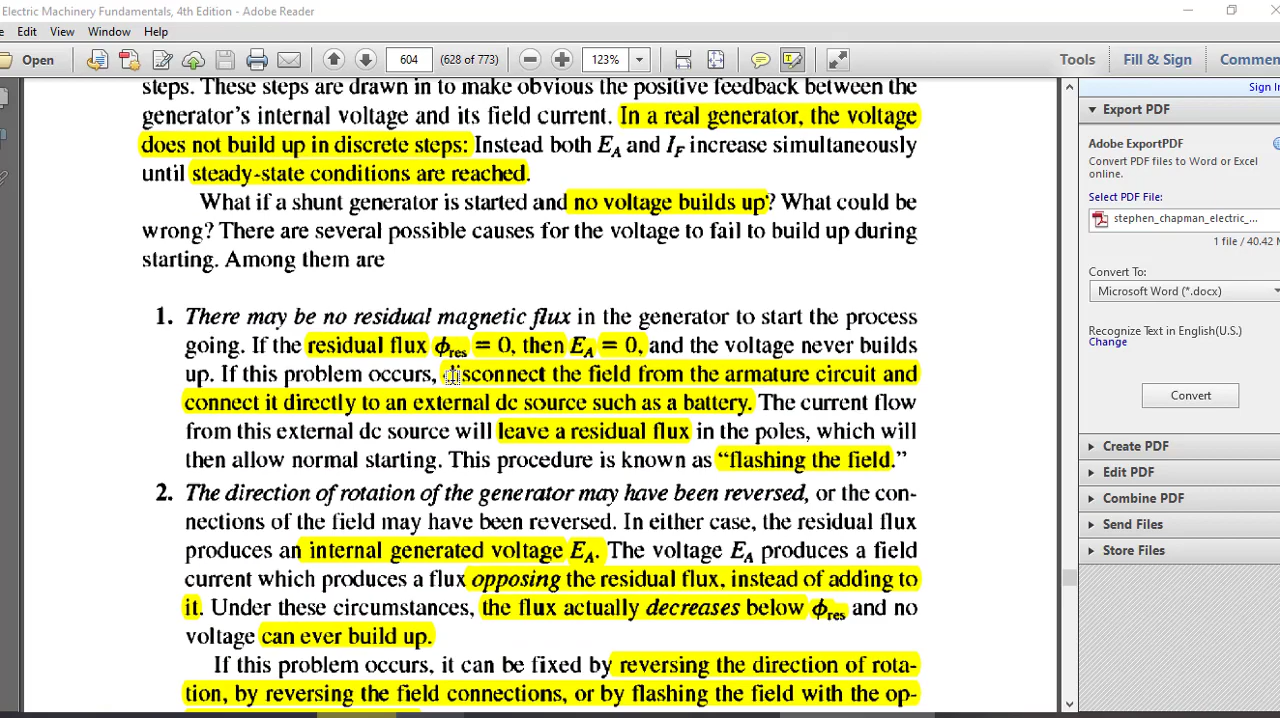 Electric Machinery Fundamentals, 4th Edition - Adobe Reader
Edit View Window Help
Open 604 (628 of 773) 123% Tools Fill & Sign
Sign
steps. These steps are drawn in to make obvious the positive feedback between the
generator's internal voltage and its field current. In a real generator, the voltage
does not build up in discrete steps: Instead both E_A and I_F increase simultaneously
until steady-state conditions are reached.
What if a shunt generator is started and no voltage builds up? What could be
wrong? There are several possible causes for the voltage to fail to build up during
starting. Among them are
1. There may be no residual magnetic flux in the generator to start the process
going. If the residual flux ϕ_res = 0, then E_A = 0, and the voltage never builds
up. If this problem occurs, disconnect the field from the armature circuit and
connect it directly to an external dc source such as a battery. The current flow
from this external dc source will leave a residual flux in the poles, which will
then allow normal starting. This procedure is known as “flashing the field.”
2. The direction of rotation of the generator may have been reversed, or the con-
nections of the field may have been reversed. In either case, the residual flux
produces an internal generated voltage E_A. The voltage E_A produces a field
current which produces a flux opposing the residual flux, instead of adding to
it. Under these circumstances, the flux actually decreases below ϕ_res and no
voltage can ever build up.
If this problem occurs, it can be fixed by reversing the direction of rota-
tion, by reversing the field connections, or by flashing the field with the op-
Export PDF
Adobe ExportPDF
Convert PDF files to Word or Excel
online.
Select PDF File:
stephen_chapman_electric_...
1 file / 40.42
Convert To:
Microsoft Word (*.docx)
Recognize Text in English(U.S.)
Change
Convert
Create PDF
Edit PDF
Combine PDF
Send Files
Store Files